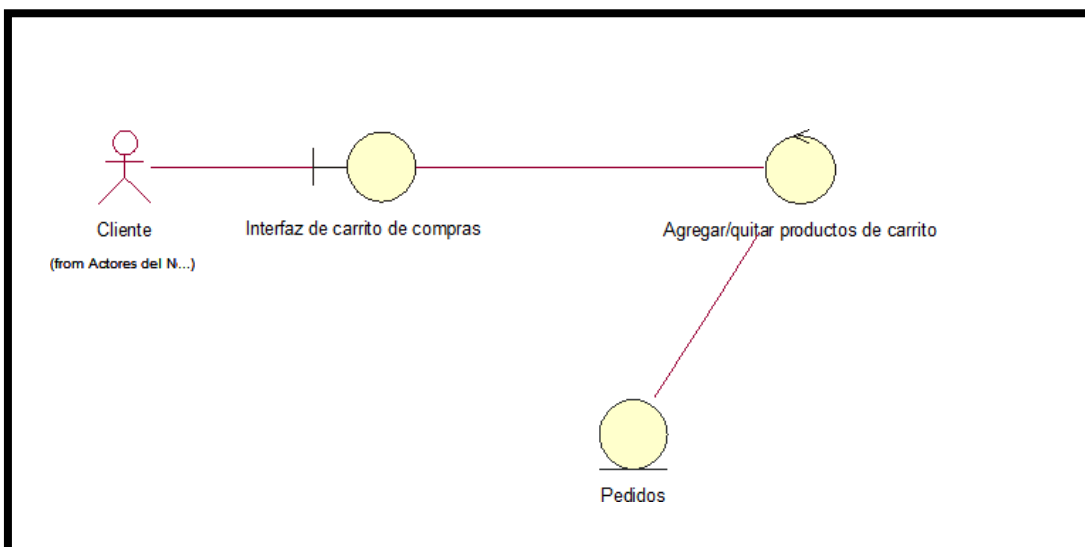 Cliente
(from Actores del N...)
Interfaz de carrito de compras
Agregar/quitar productos de carrito
Pedidos